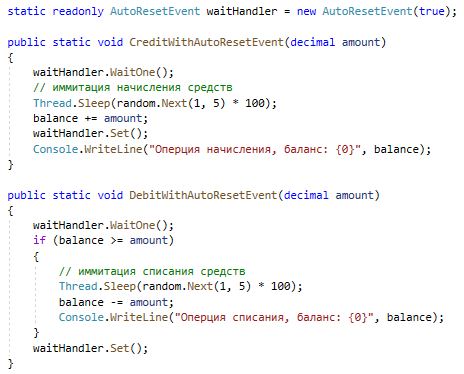 static readonly AutoResetEvent waitHandler = new AutoResetEvent(true);
public static void CreditWithAutoResetEvent(decimal amount)
{
waitHandler.WaitOne();
// иммитация начисления средств
Thread.Sleep(random.Next(1, 5) * 100);
balance += amount;
waitHandler.Set();
Console.WriteLine("Оперция начисления, баланс: {0}", balance);
}
public static void DebitWithAutoResetEvent(decimal amount)
{
waitHandler.WaitOne();
if (balance >= amount)
{
// иммитация списания средств
Thread.Sleep(random.Next(1, 5) * 100);
balance -= amount;
Console.WriteLine("Оперция списания, баланс: {0}", balance);
}
waitHandler.Set();
}